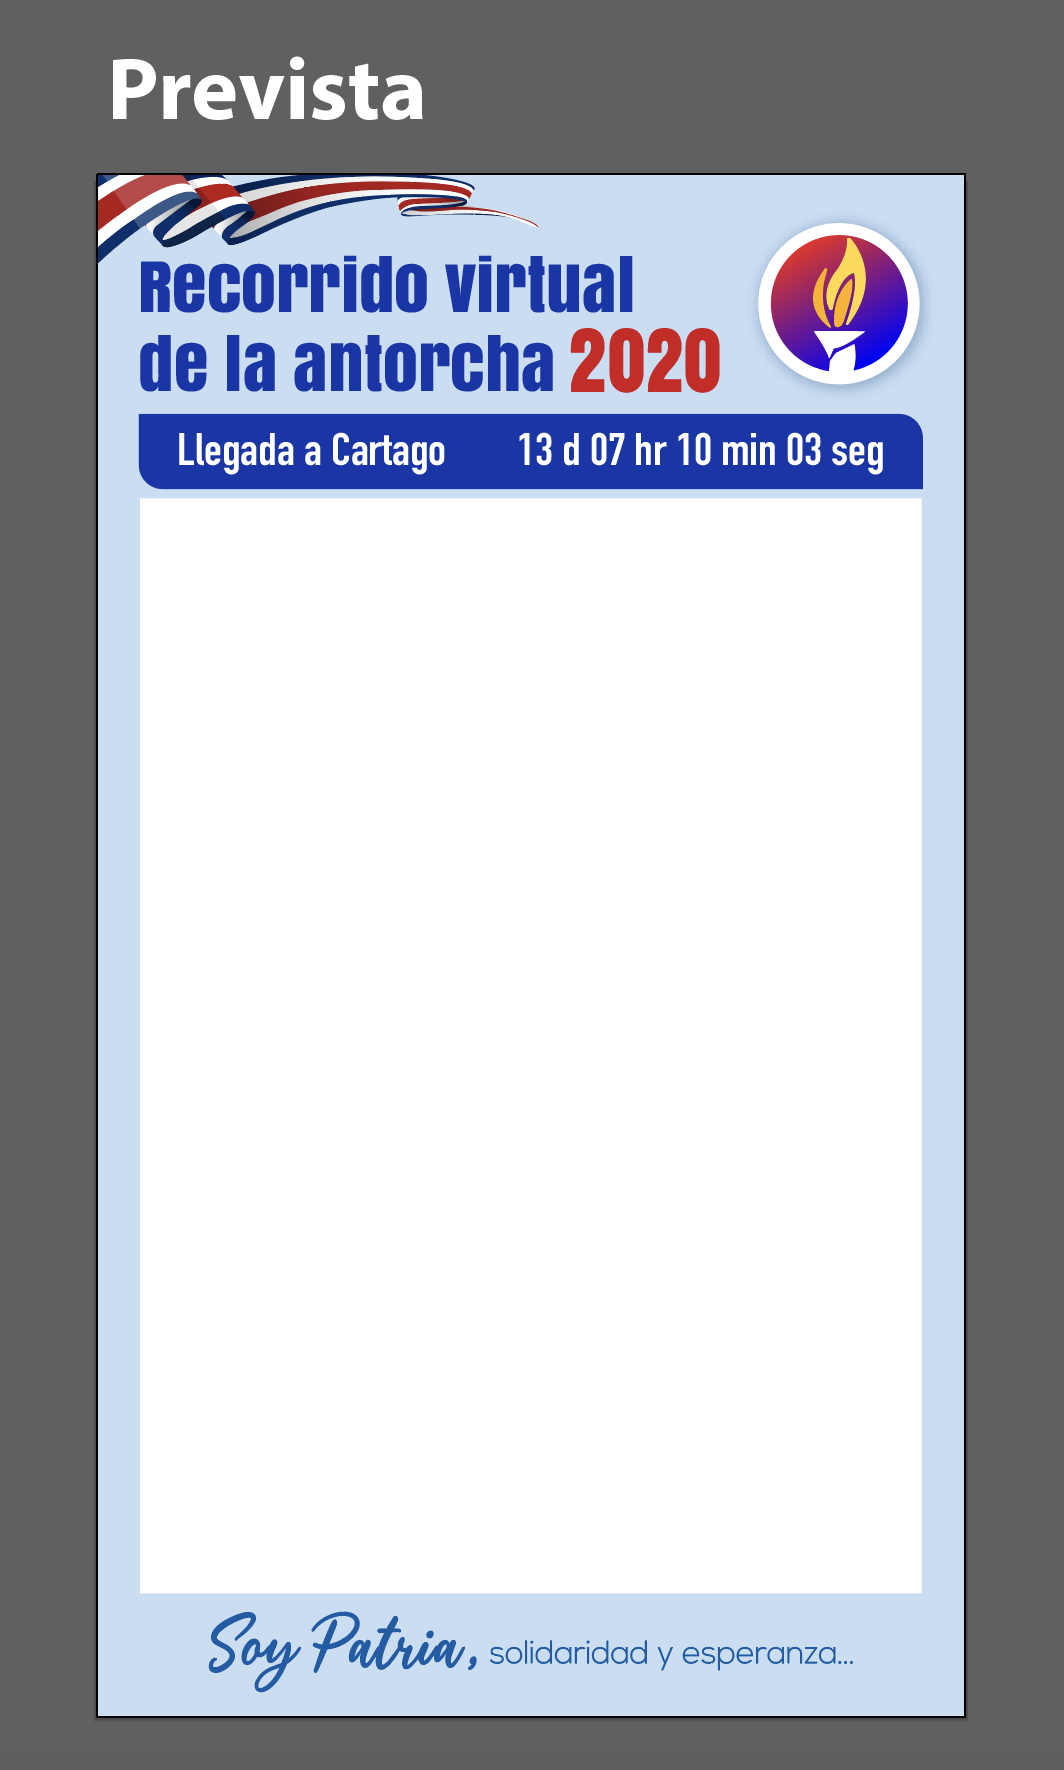 Prevista
Recorrido virtual
de la antorcha 2020
Llegada a Cartago 13 d 07 hr 10 min 03 seg
Soy Patria, solidaridad y esperanza...